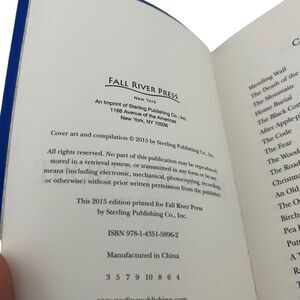 FALL RIVER PRESS
New York
An Imprint of Sterling Publishing Co., Inc.
1166 Avenue of the Americas
New York, NY 10036
Cover art and compilation © 2015 by Sterling Publishing Co., Inc.
All rights reserved. No part of this publication may be reproduced,
stored in a retrieval system, or transmitted in any form or by any
means (including electronic, mechanical, photocopying, recording,
or otherwise) without prior written permission from the publisher.
This 2015 edition printed for Fall River Press
by Sterling Publishing Co., Inc.
ISBN 978-1-4351-5896-2
Manufactured in China
3 5 7 9 10 8 6 4
Mending Wall
The Death of the
Home Burial
The Black Co
After Apple-p
The Code
The Fear
The Wood
The Road
Christma
An Old
The O
Birche
Pea
Putt
A T